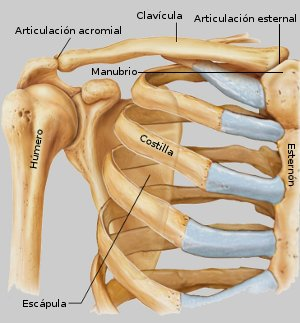 Clavícula
Articulación esternal
Articulación acromial
Manubrio
Húmero
Costilla
Esternón
Escápula